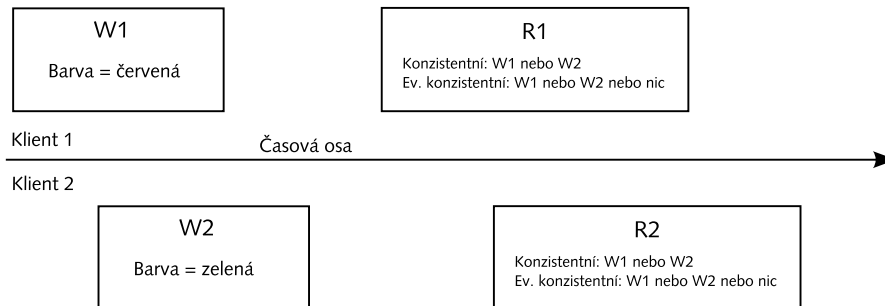 W1
Barva = červená
R1
Konzistentní: W1 nebo W2
Ev. konzistentní: W1 nebo W2 nebo nic
Klient 1
Časová osa
Klient 2
W2
Barva = zelená
R2
Konzistentní: W1 nebo W2
Ev. konzistentní: W1 nebo W2 nebo nic